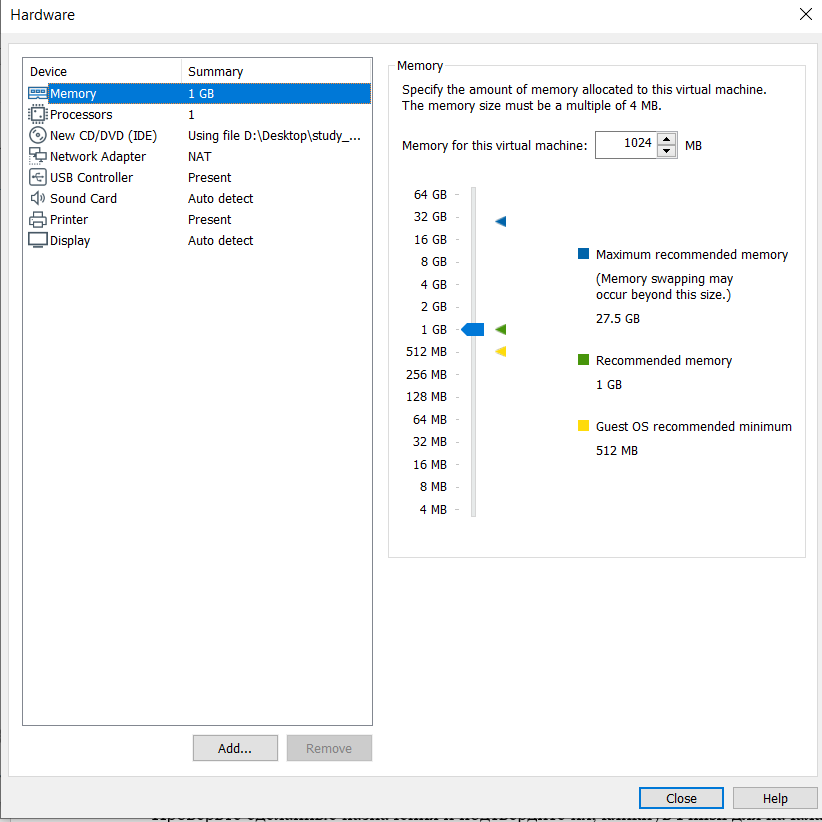 Hardware
Device Summary
Memory 1 GB
Processors 1
New CD/DVD (IDE) Using file D:\Desktop\study_...
Network Adapter NAT
USB Controller Present
Sound Card Auto detect
Printer Present
Display Auto detect
Add...
Remove
Memory
Specify the amount of memory allocated to this virtual machine.
The memory size must be a multiple of 4 MB.
Memory for this virtual machine: 1024 MB
64 GB
32 GB
16 GB
8 GB
4 GB
2 GB
1 GB
512 MB
256 MB
128 MB
64 MB
32 MB
16 MB
8 MB
4 MB
Maximum recommended memory
(Memory swapping may
occur beyond this size.)
27.5 GB
Recommended memory
1 GB
Guest OS recommended minimum
512 MB
Close
Help